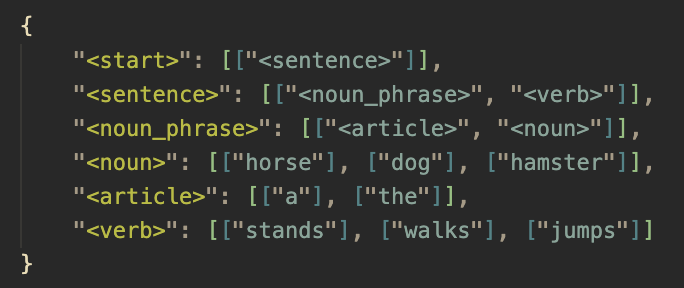 {
"<start>": [["<sentence>"]],
"<sentence>": [["<noun_phrase>", "<verb>"]],
"<noun_phrase>": [["<article>", "<noun>"]],
"<noun>": [["horse"], ["dog"], ["hamster"]],
"<article>": [["a"], ["the"]],
"<verb>": [["stands"], ["walks"], ["jumps"]]
}